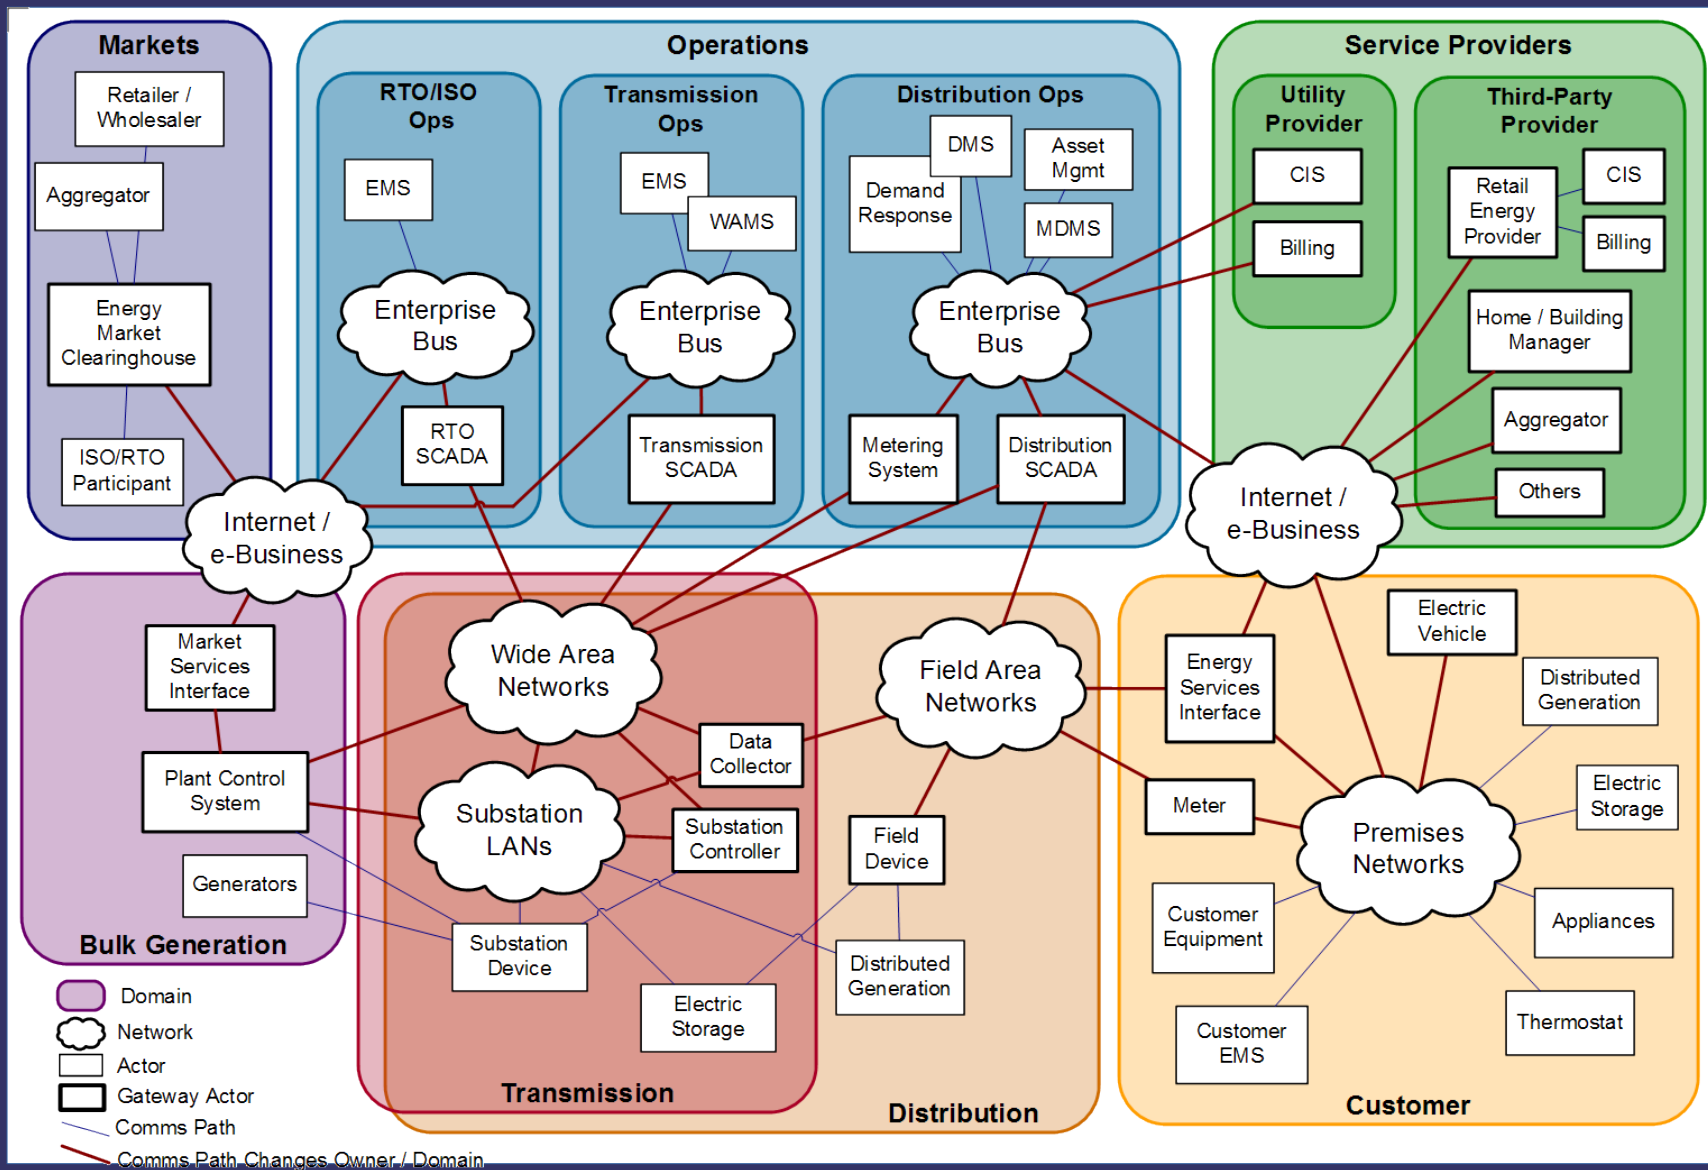 Markets
Retailer /
Wholesaler
Aggregator
Energy
Market
Clearinghouse
ISO/RTO
Participant
Internet /
e-Business
Operations
RTO/ISO
Ops
EMS
Enterprise
Bus
RTO
SCADA
Transmission
Ops
EMS
WAMS
Enterprise
Bus
Transmission
SCADA
Distribution Ops
Demand
Response
DMS
Asset
Mgmt
MDMS
Enterprise
Bus
Metering
System
Distribution
SCADA
Service Providers
Utility
Provider
CIS
Billing
Third-Party
Provider
Retail
Energy
Provider
CIS
Billing
Home / Building
Manager
Aggregator
Others
Internet /
e-Business
Market
Services
Interface
Plant Control
System
Generators
Bulk Generation
Wide Area
Networks
Substation
LANs
Data
Collector
Substation
Controller
Substation
Device
Electric
Storage
Transmission
Field Area
Networks
Field
Device
Distributed
Generation
Distribution
Energy
Services
Interface
Meter
Electric
Vehicle
Distributed
Generation
Electric
Storage
Premises
Networks
Customer
Equipment
Appliances
Customer
EMS
Thermostat
Customer
Domain
Network
Actor
Gateway Actor
Comms Path
Comms Path Changes Owner / Domain